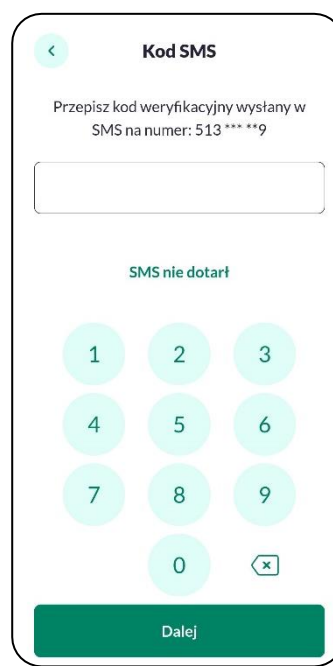 Kod SMS
Przepisz kod weryfikacyjny wysłany w
SMS na numer: 513 *** **9
SMS nie dotarł
1 2 3
4 5 6
7 8 9
0
Dalej